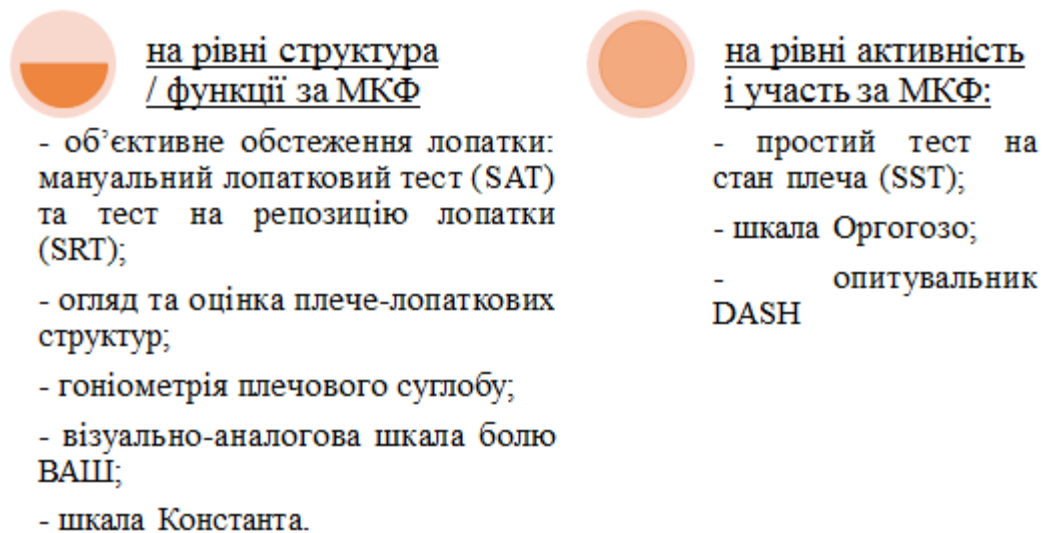 на рівні структура
/ функції за МКФ
- об’єктивне обстеження лопатки:
мануальний лопатковий тест (SAT)
та тест на репозицію лопатки
(SRT);
- огляд та оцінка плече-лопаткових
структур;
- гоніометрія плечового суглобу;
- візуально-аналогова шкала болю
ВАШ;
- шкала Константа.
на рівні активність
і участь за МКФ:
- простий тест на
стан плеча (SST);
- шкала Оргогозо;
- опитувальник
DASH